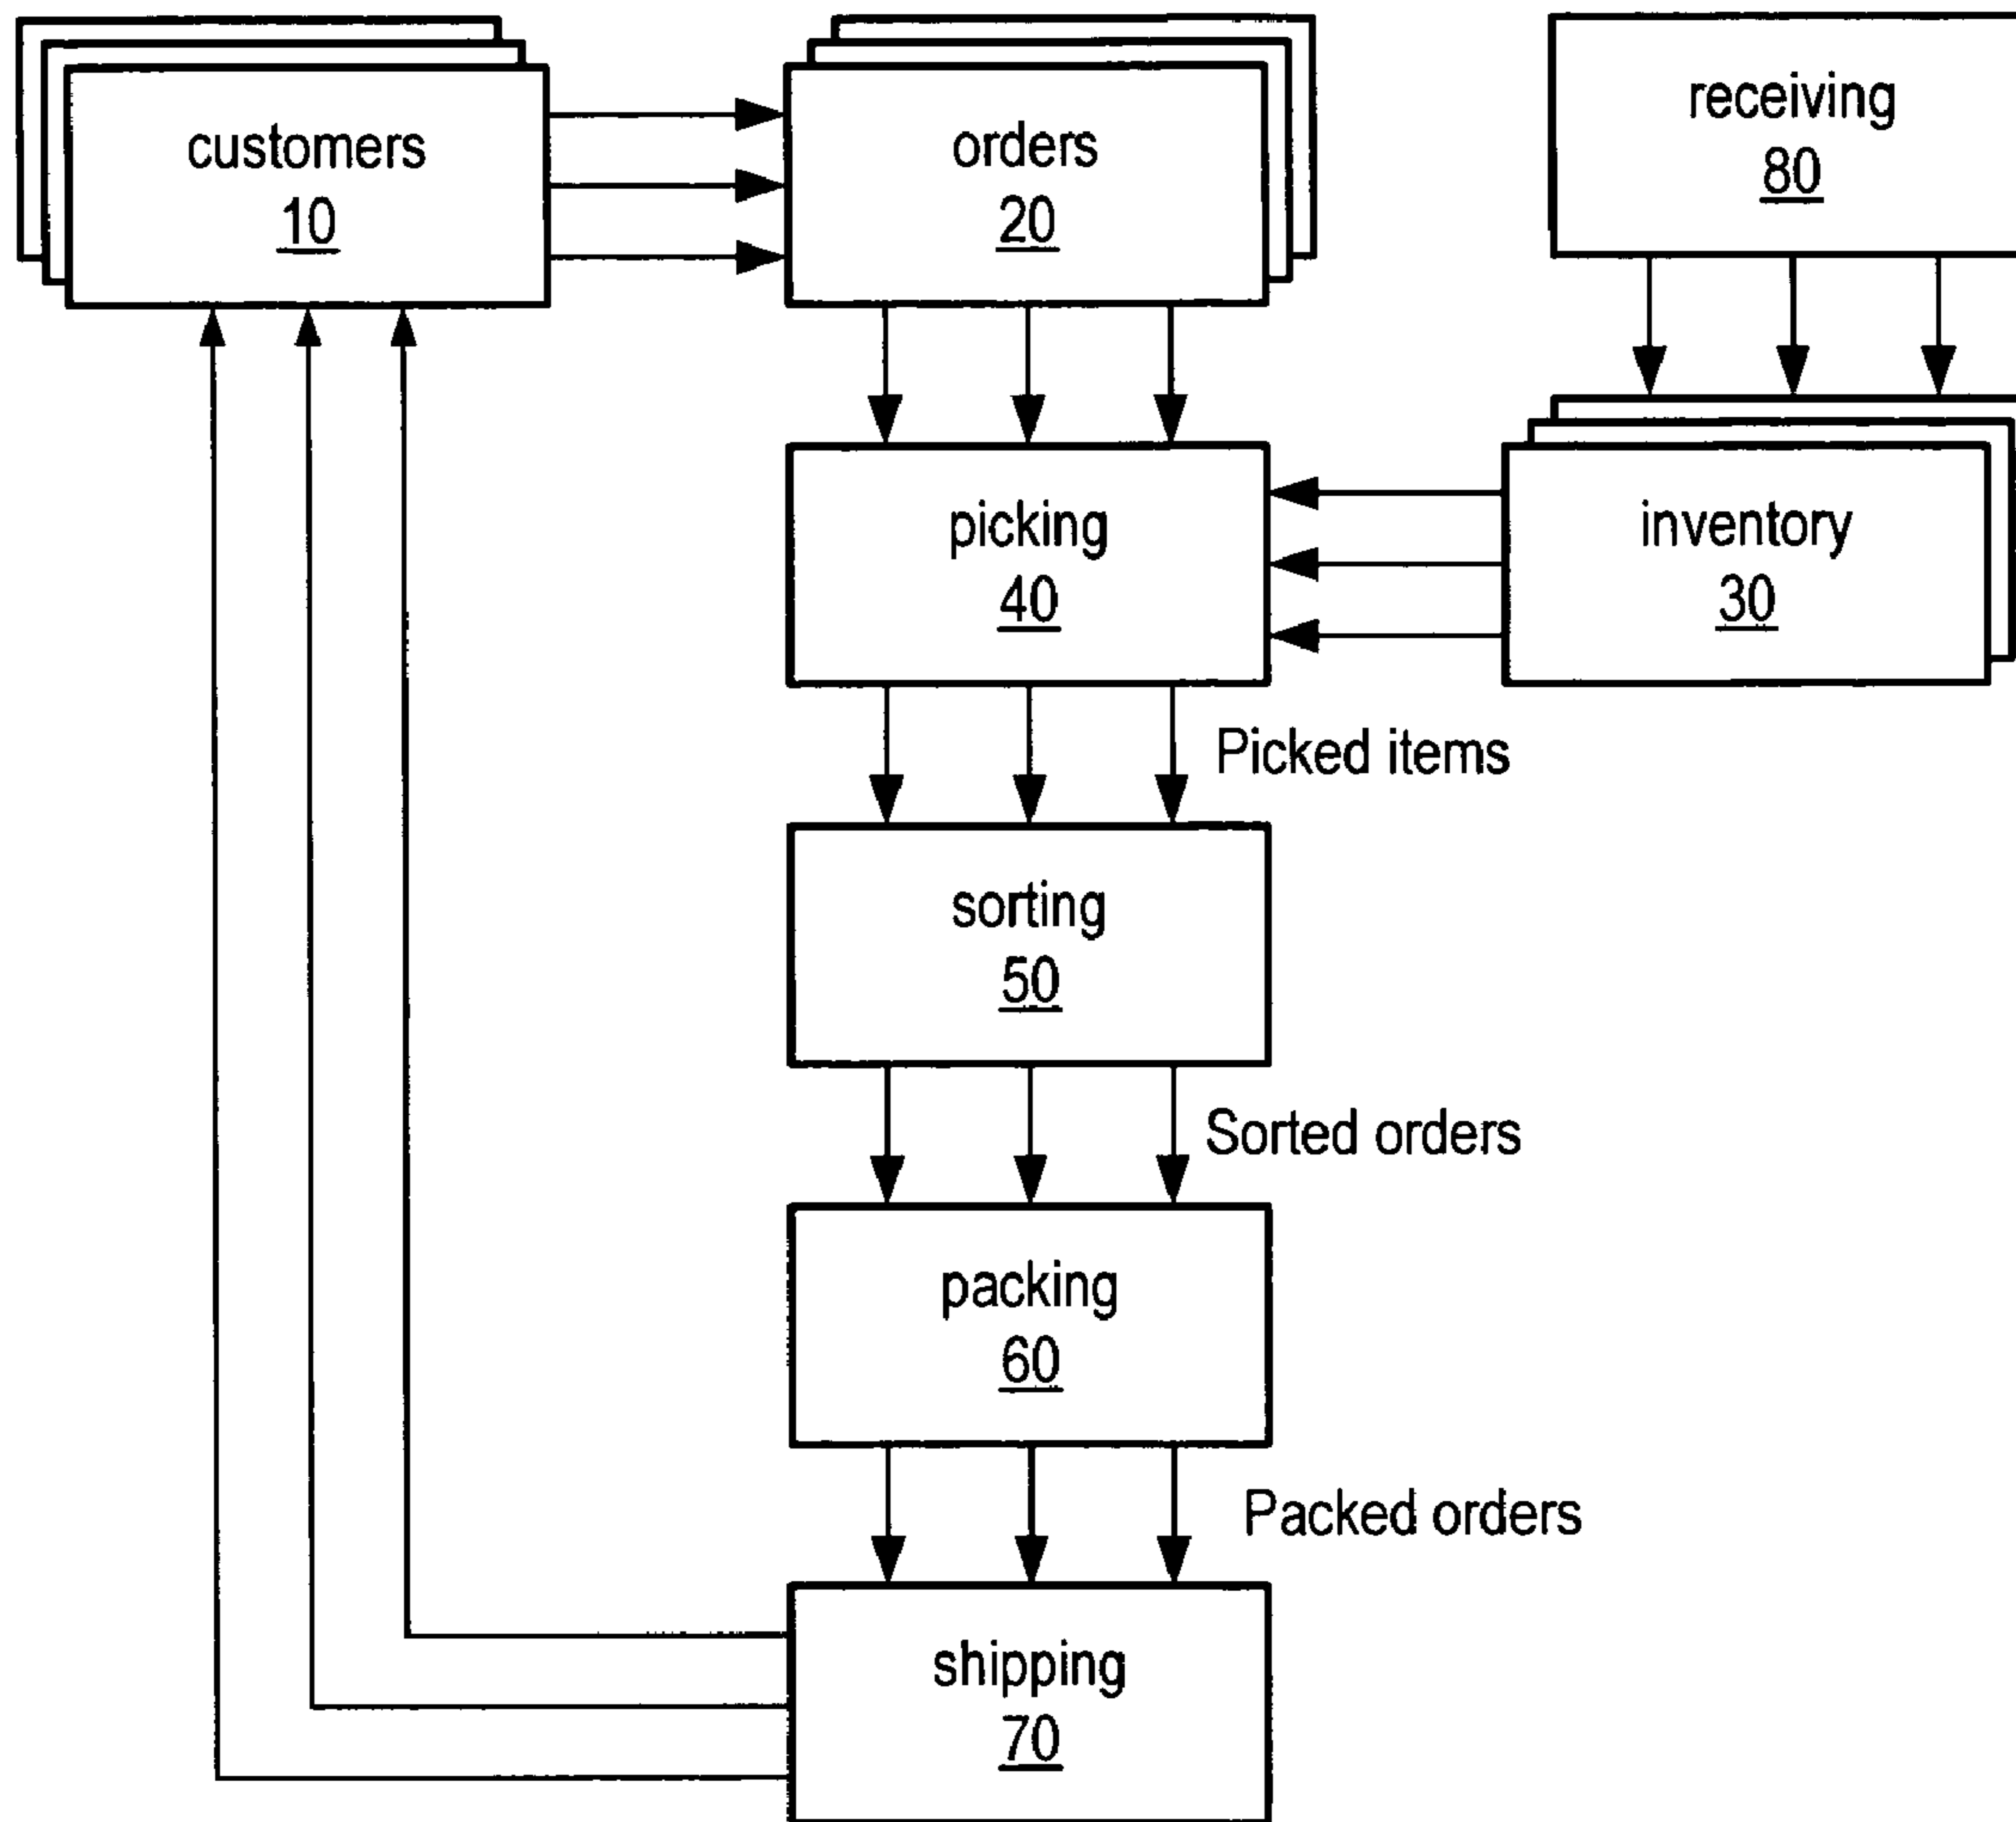 customers
10
orders
20
receiving
80
picking
40
inventory
30
Picked items
sorting
50
Sorted orders
packing
60
Packed orders
shipping
70